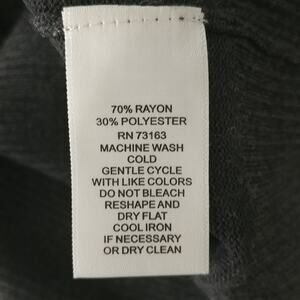 70% RAYON
30% POLYESTER
RN 73163
MACHINE WASH
COLD
GENTLE CYCLE
WITH LIKE COLORS
DO NOT BLEACH
RESHAPE AND
DRY FLAT
COOL IRON
IF NECESSARY
OR DRY CLEAN